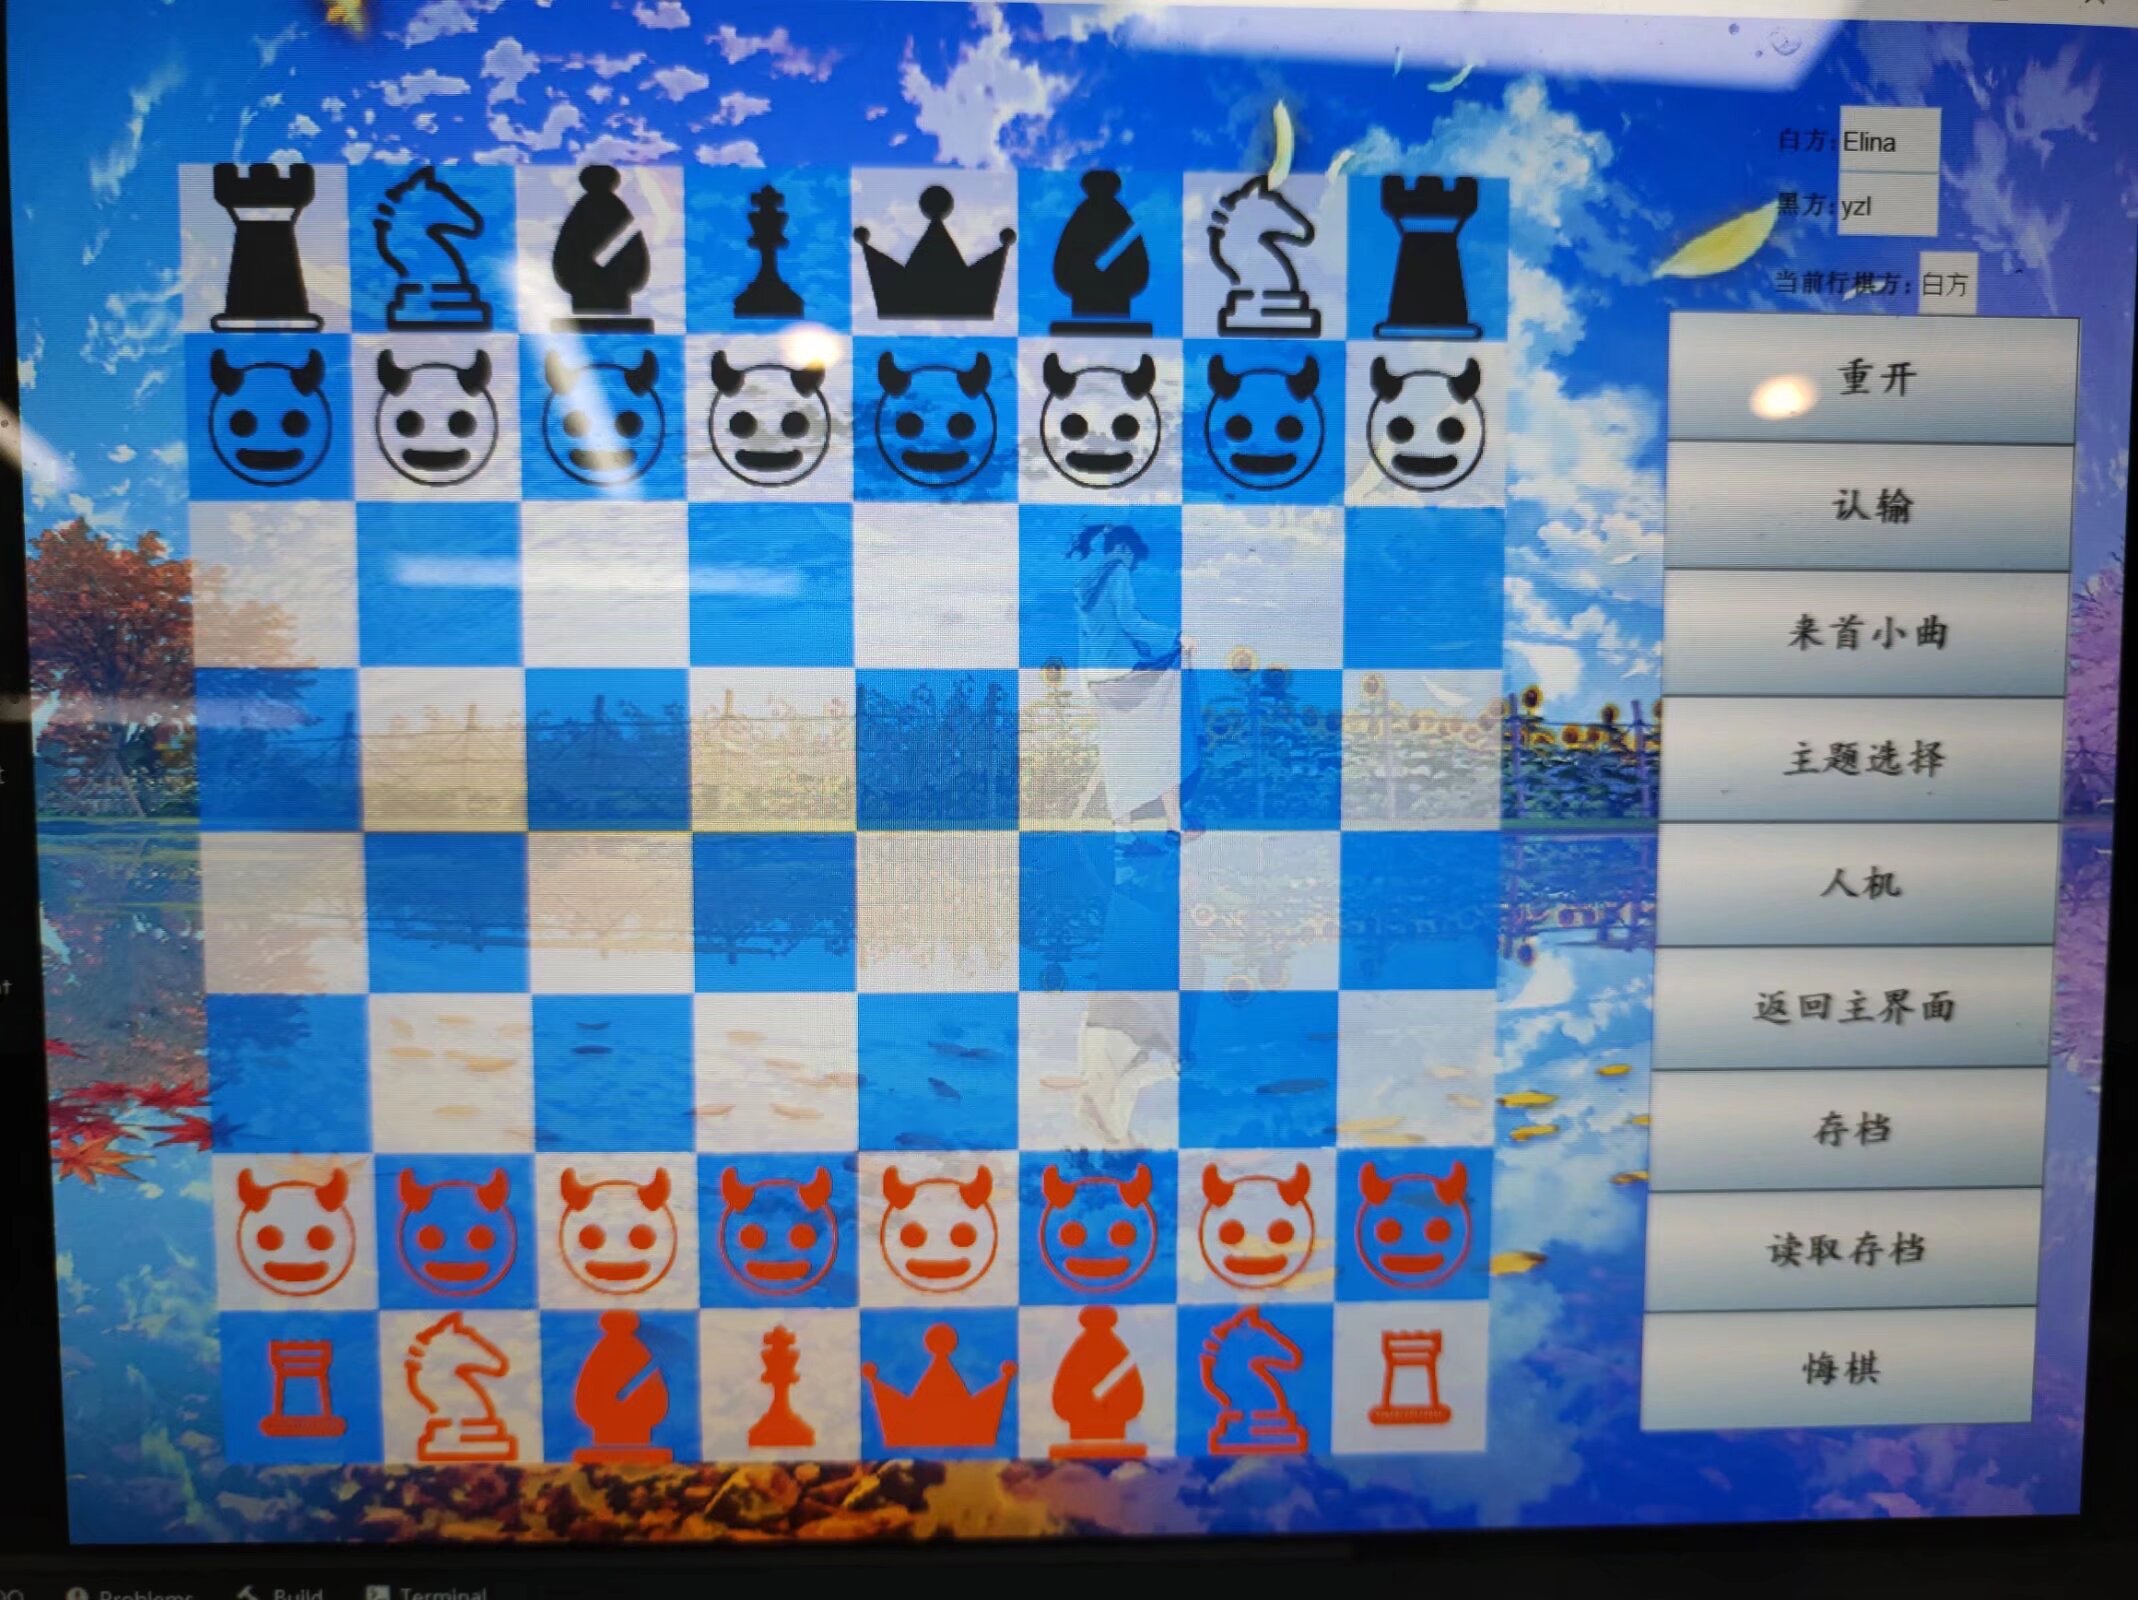 白方: Elina
黑方: yzl
当前行棋方: 白方
重开
认输
来首小曲
主题选择
人机
返回主界面
存档
读取存档
悔棋
Problems
Build
Terminal